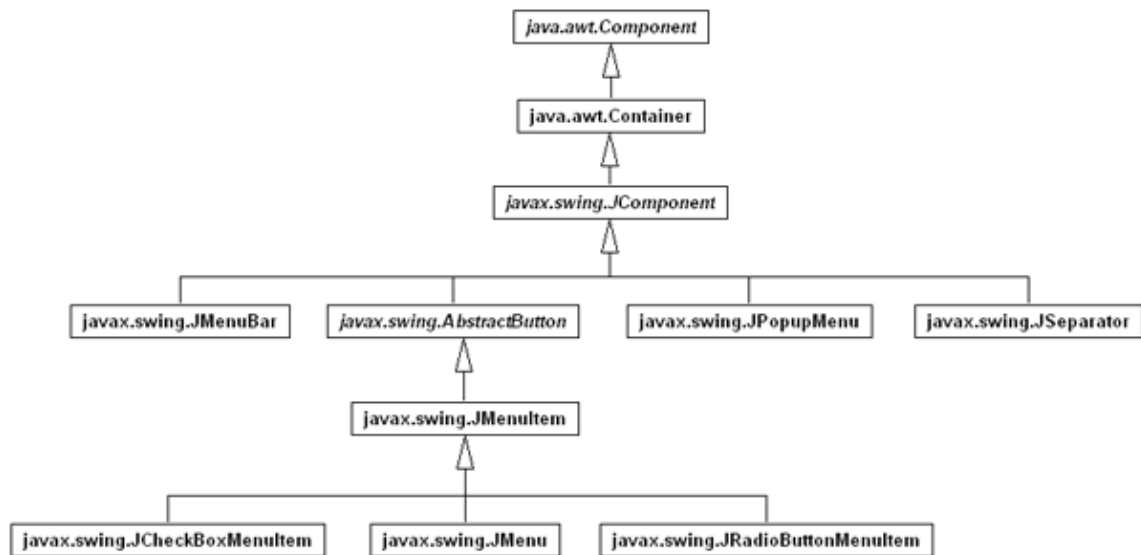 java.awt.Component
java.awt.Container
javax.swing.JComponent
javax.swing.JMenuBar
javax.swing.AbstractButton
javax.swing.JPopupMenu
javax.swing.JSeparator
javax.swing.JMenuItem
javax.swing.JCheckBoxMenuItem
javax.swing.JMenu
javax.swing.JRadioButtonMenuItem